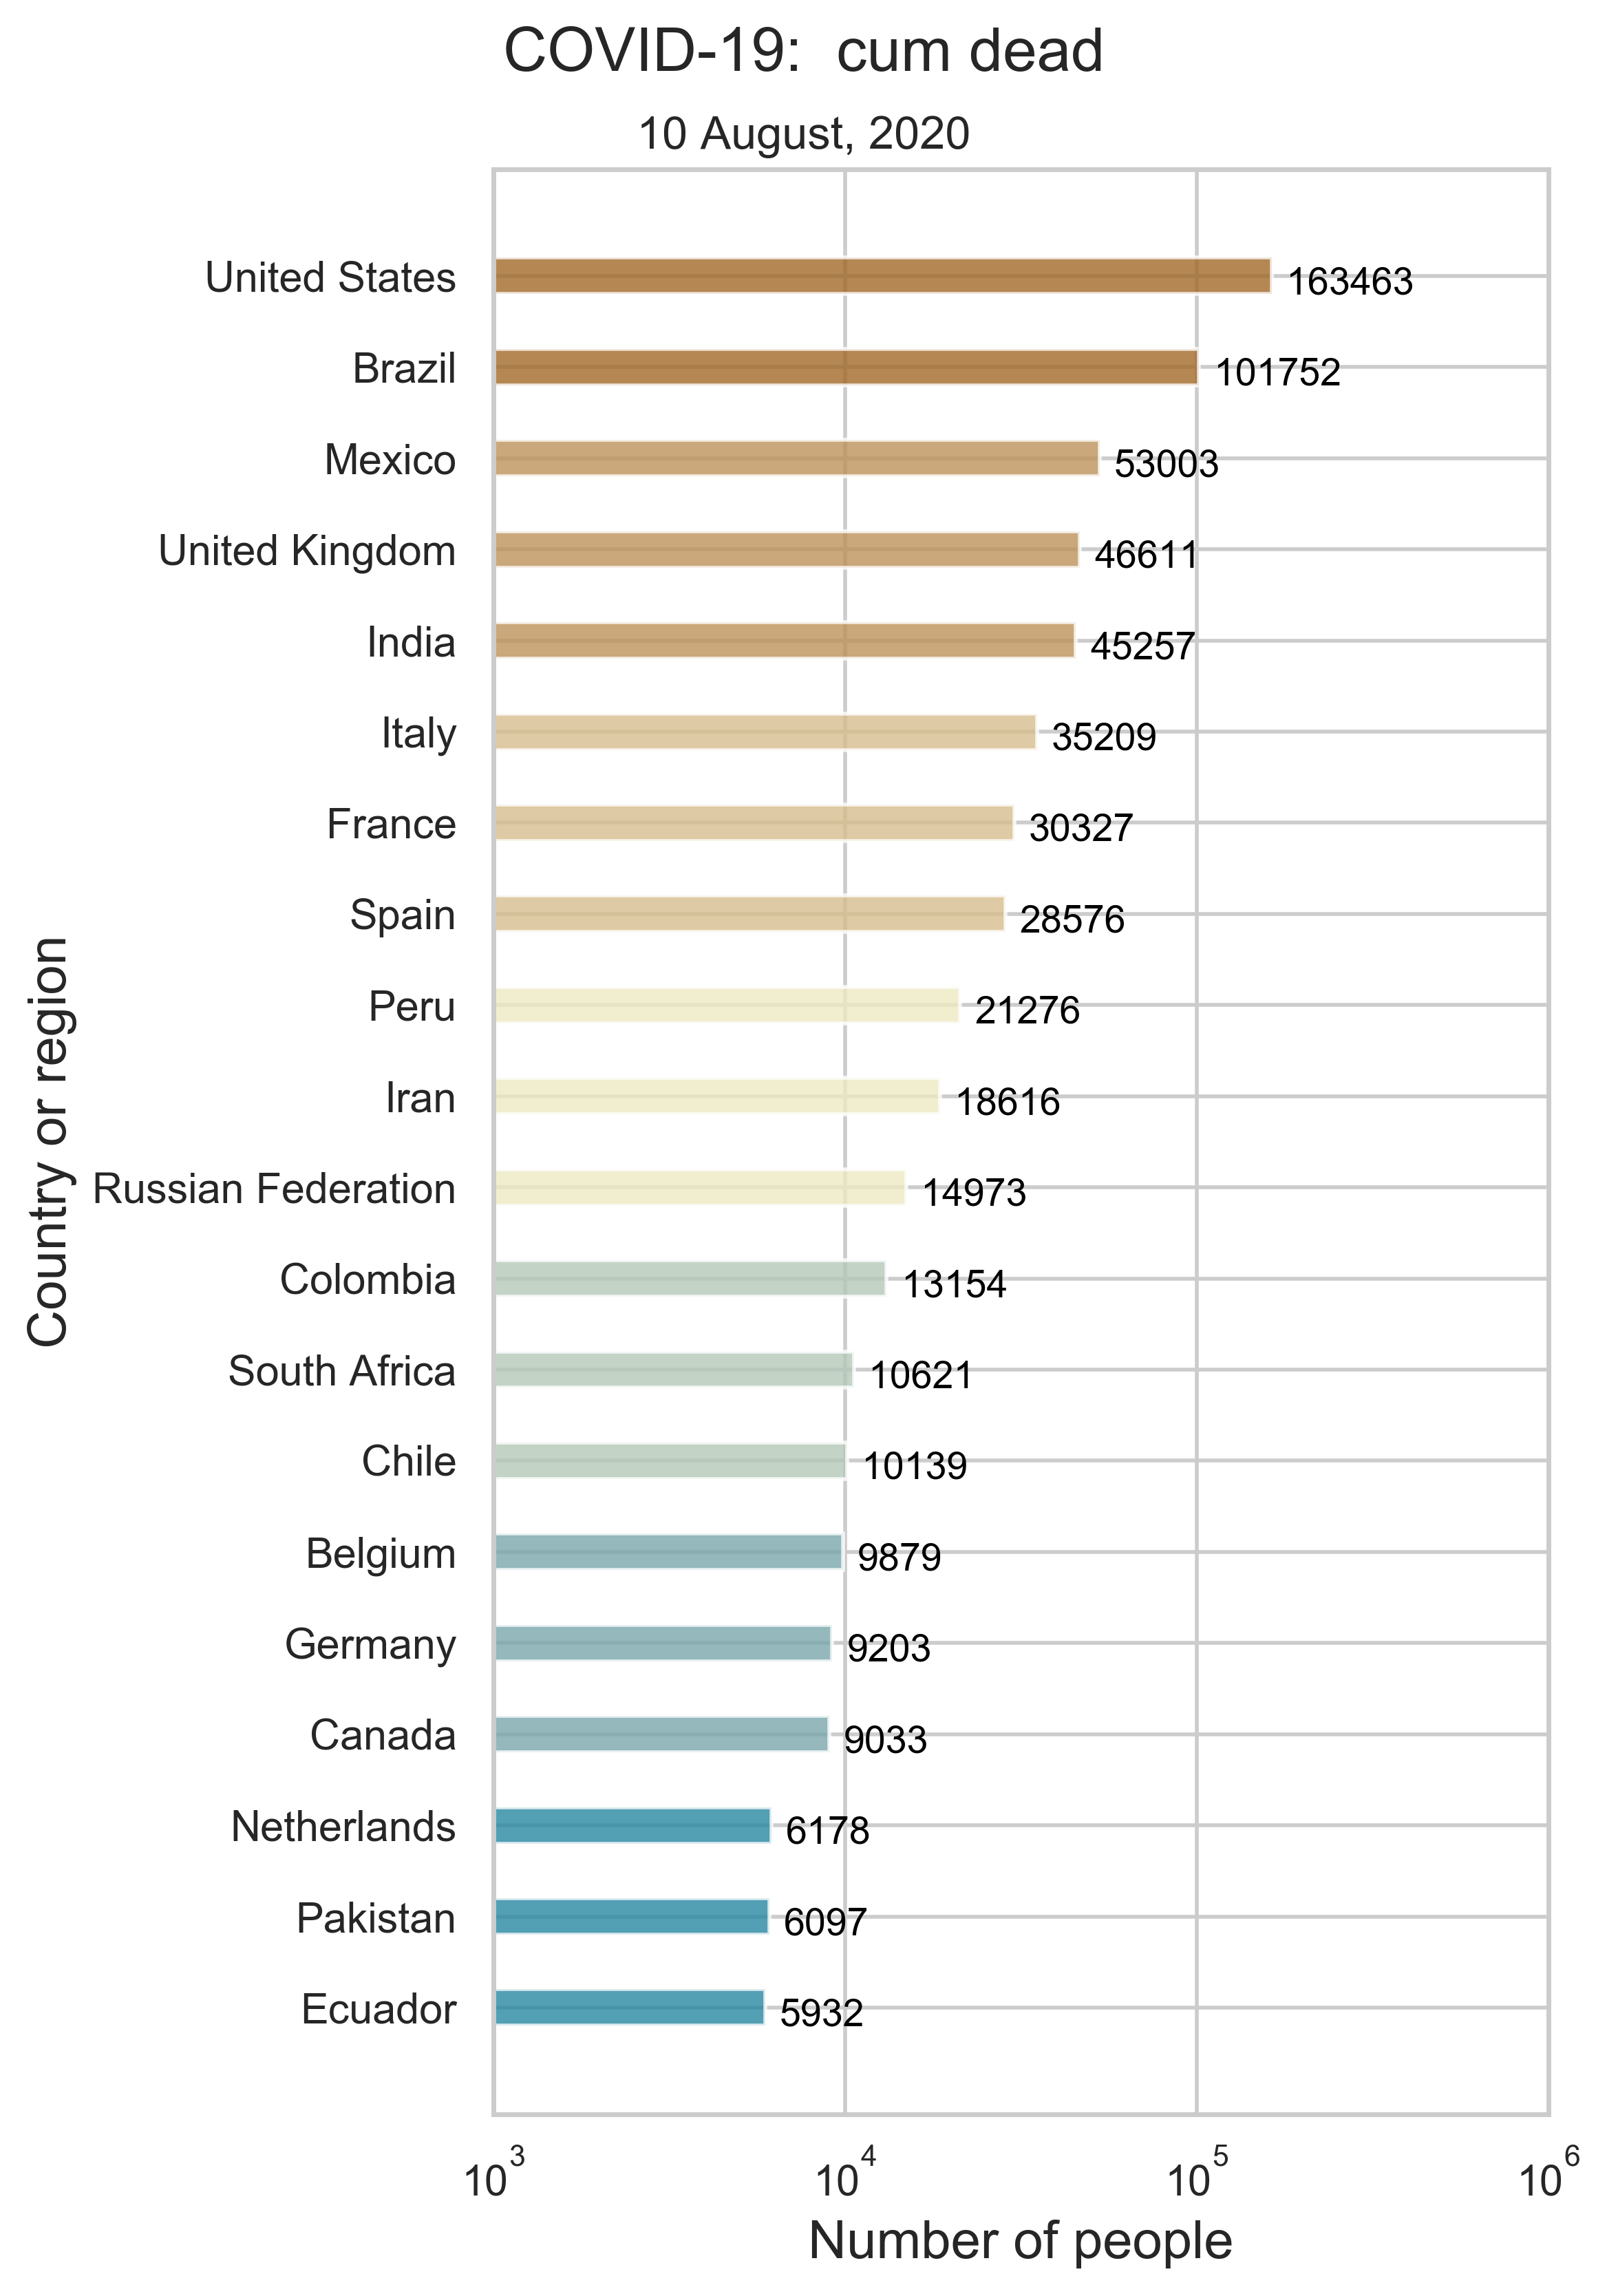 COVID-19:  cum dead
10 August, 2020
Country or region
United States 163463
Brazil 101752
Mexico 53003
United Kingdom 46611
India 45257
Italy 35209
France 30327
Spain 28576
Peru 21276
Iran 18616
Russian Federation 14973
Colombia 13154
South Africa 10621
Chile 10139
Belgium 9879
Germany 9203
Canada 9033
Netherlands 6178
Pakistan 6097
Ecuador 5932
10³ 10⁴ 10⁵ 10⁶
Number of people